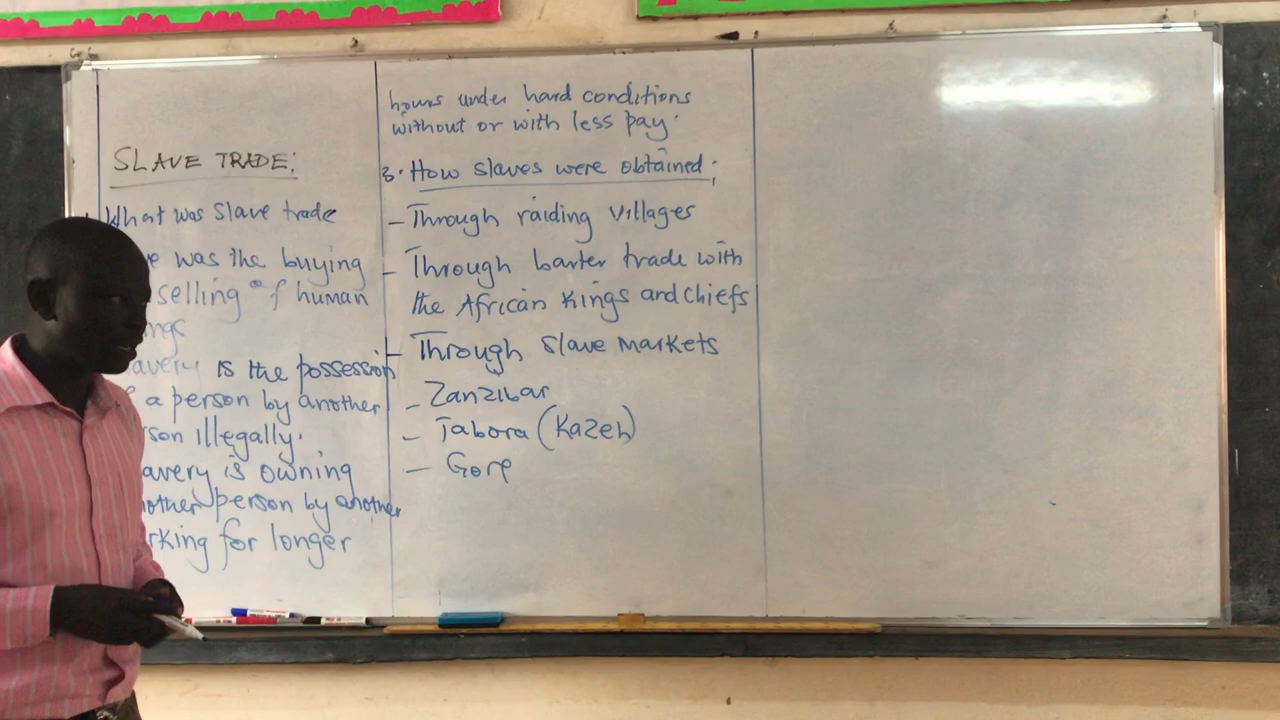 SLAVE TRADE:
What was slave trade
was the buying
selling of human
is the possession
a person by another
illegally.
is owning
person by another
for longer
hours under hard conditions
without or with less pay.
3. How slaves were obtained;
- Through raiding villages
- Through barter trade with
the African Kings and chiefs
- Through slave markets
- Zanzibar
- Tabora (Kazeh)
- Gore